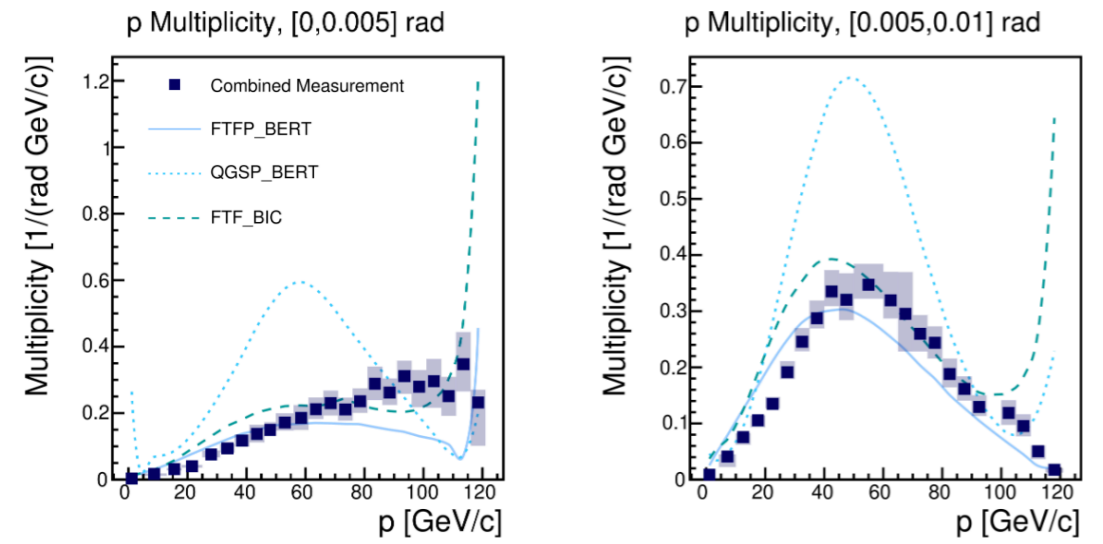 p Multiplicity, [0,0.005] rad
Multiplicity [1/(rad GeV/c)]
1.2
1
0.8
0.6
0.4
0.2
0
Combined Measurement
FTFP_BERT
QGSP_BERT
FTF_BIC
0 20 40 60 80 100 120
p [GeV/c]
p Multiplicity, [0.005,0.01] rad
Multiplicity [1/(rad GeV/c)]
0.7
0.6
0.5
0.4
0.3
0.2
0.1
0
0 20 40 60 80 100 120
p [GeV/c]